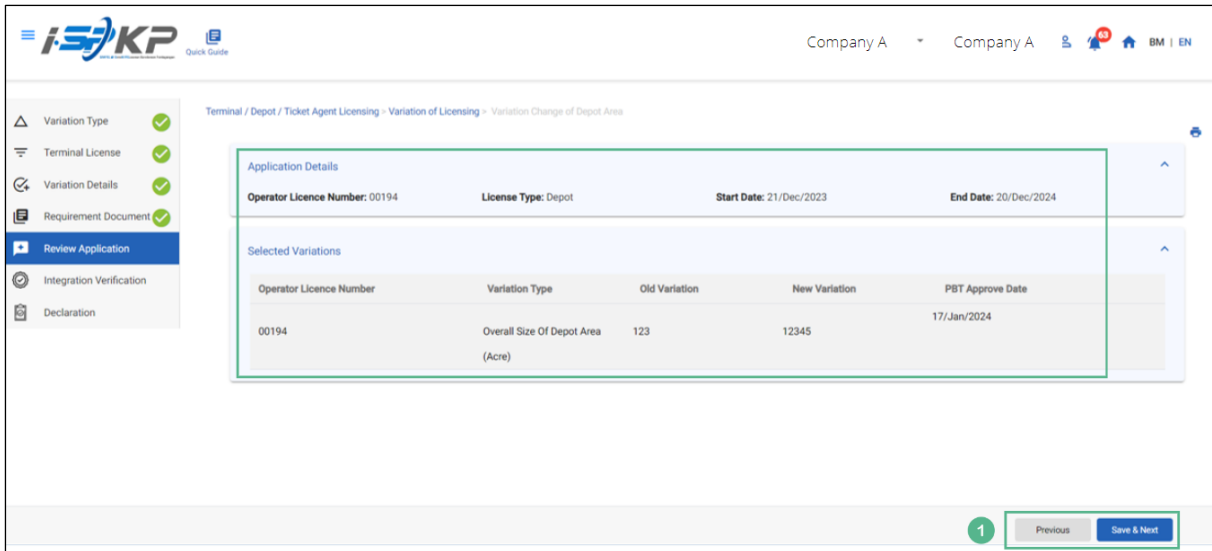 i-SPKP
Quick Guide
Company A
Company A
63
BM | EN
Terminal / Depot / Ticket Agent Licensing > Variation of Licensing > Variation Change of Depot Area
Variation Type
Terminal License
Variation Details
Requirement Document
Review Application
Integration Verification
Declaration
Application Details
Operator Licence Number: 00194 License Type: Depot Start Date: 21/Dec/2023 End Date: 20/Dec/2024
Selected Variations
Operator Licence Number Variation Type Old Variation New Variation PBT Approve Date
00194 Overall Size Of Depot Area (Acre) 123 12345 17/Jan/2024
1 Previous Save & Next